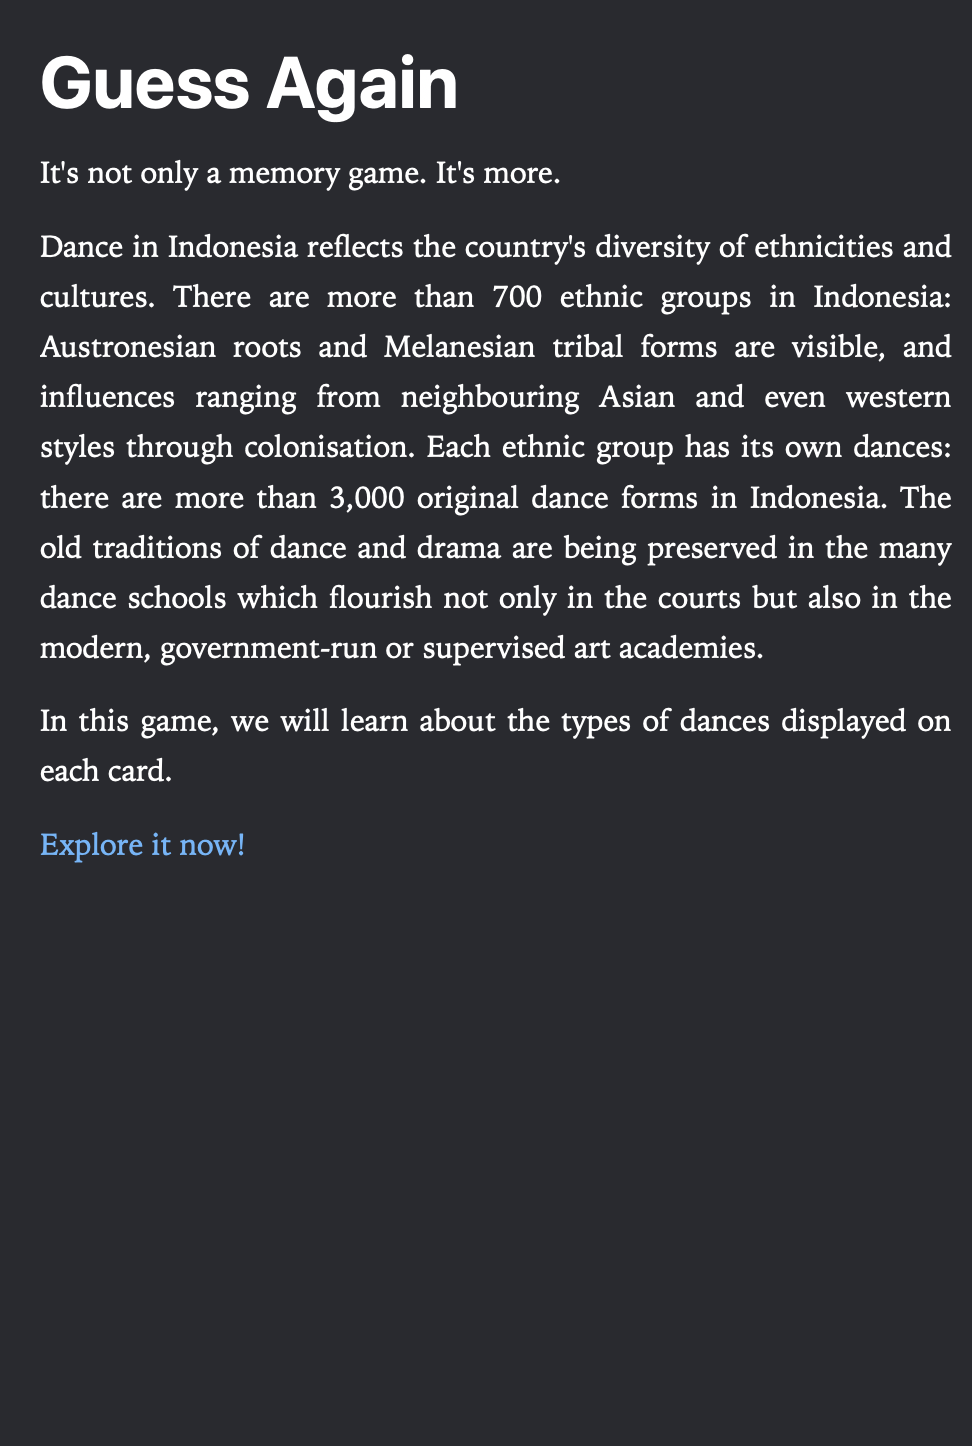 Guess Again
It's not only a memory game. It's more.
Dance in Indonesia reflects the country's diversity of ethnicities and
cultures. There are more than 700 ethnic groups in Indonesia:
Austronesian roots and Melanesian tribal forms are visible, and
influences ranging from neighbouring Asian and even western
styles through colonisation. Each ethnic group has its own dances:
there are more than 3,000 original dance forms in Indonesia. The
old traditions of dance and drama are being preserved in the many
dance schools which flourish not only in the courts but also in the
modern, government-run or supervised art academies.
In this game, we will learn about the types of dances displayed on
each card.
Explore it now!